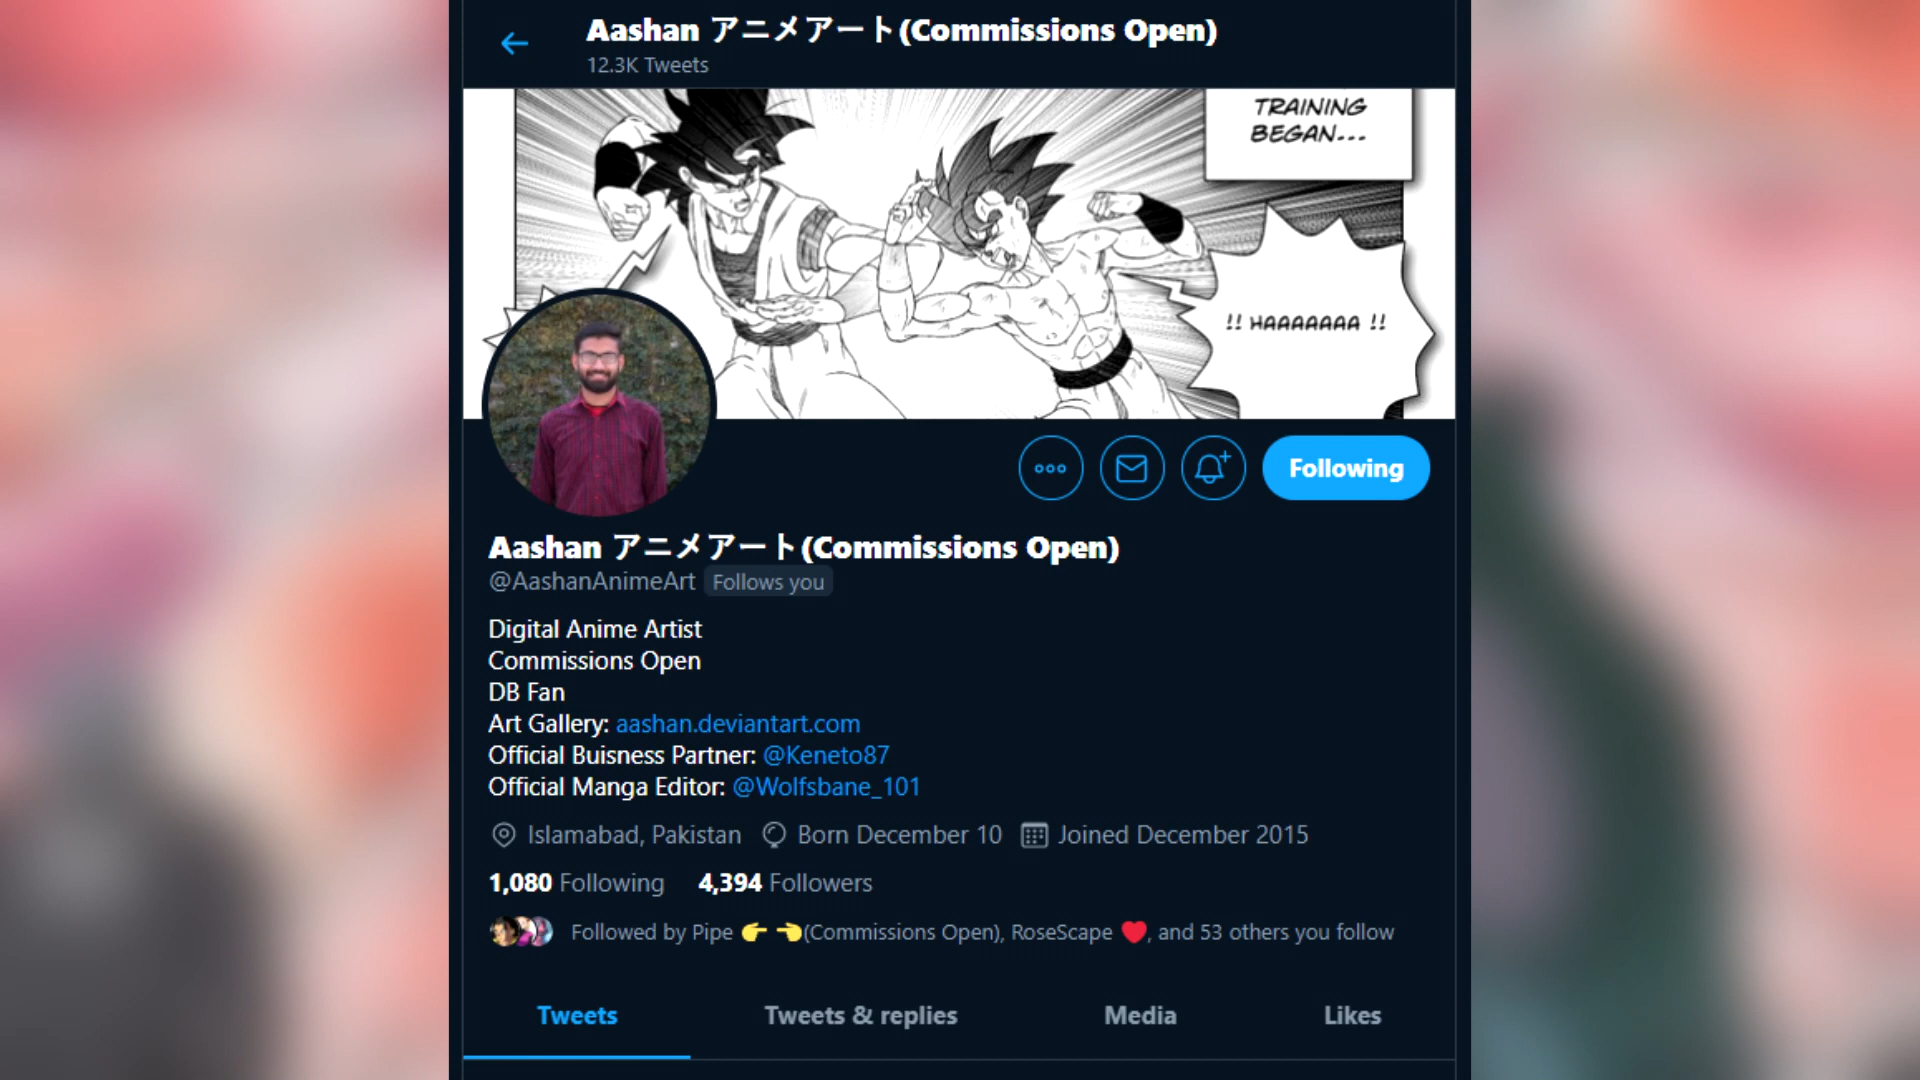 Aashan アニメアート(Commissions Open)
12.3K Tweets
TRAINING
BEGAN...
!! HAAAAAAA !!
Following
Aashan アニメアート(Commissions Open)
@AashanAnimeArt Follows you
Digital Anime Artist
Commissions Open
DB Fan
Art Gallery: aashan.deviantart.com
Official Buisness Partner: @Keneto87
Official Manga Editor: @Wolfsbane_101
Islamabad, Pakistan Born December 10 Joined December 2015
1,080 Following 4,394 Followers
Followed by Pipe 👉 👈(Commissions Open), RoseScape ❤️, and 53 others you follow
Tweets Tweets & replies Media Likes